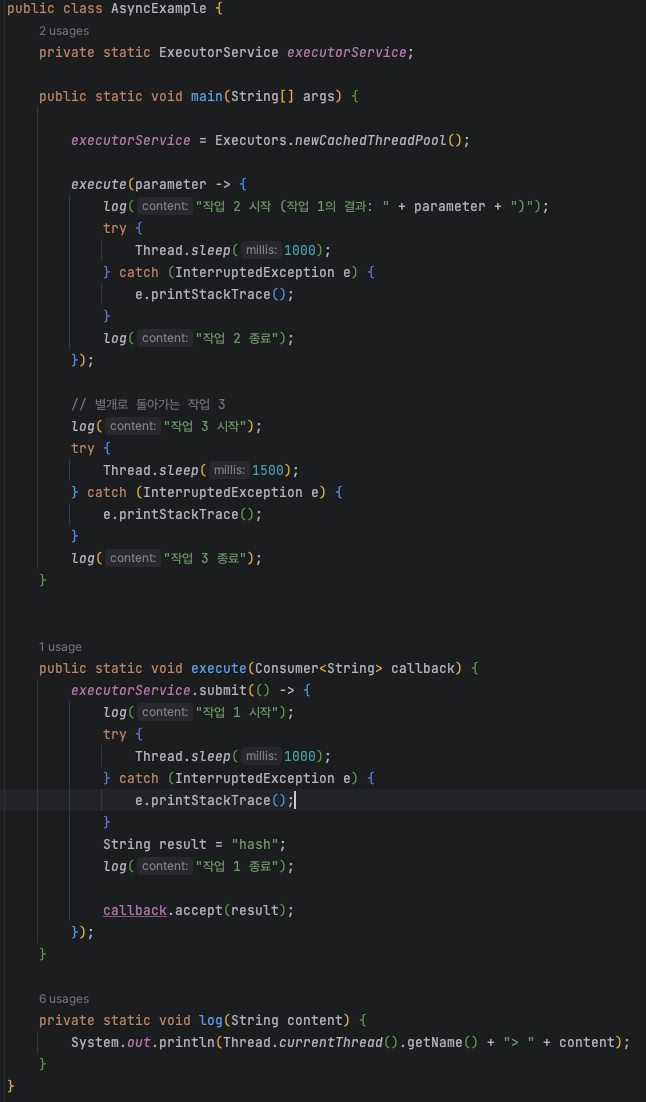 public class AsyncExample {
2 usages
private static ExecutorService executorService;
public static void main(String[] args) {
executorService = Executors.newCachedThreadPool();
execute(parameter -> {
log( content: "작업 2 시작 (작업 1의 결과: " + parameter + ")");
try {
Thread.sleep( millis: 1000);
} catch (InterruptedException e) {
e.printStackTrace();
}
log( content: "작업 2 종료");
});
// 별개로 돌아가는 작업 3
log( content: "작업 3 시작");
try {
Thread.sleep( millis: 1500);
} catch (InterruptedException e) {
e.printStackTrace();
}
log( content: "작업 3 종료");
}
1 usage
public static void execute(Consumer<String> callback) {
executorService.submit(() -> {
log( content: "작업 1 시작");
try {
Thread.sleep( millis: 1000);
} catch (InterruptedException e) {
e.printStackTrace();
}
String result = "hash";
log( content: "작업 1 종료");
callback.accept(result);
});
}
6 usages
private static void log(String content) {
System.out.println(Thread.currentThread().getName() + "> " + content);
}
}